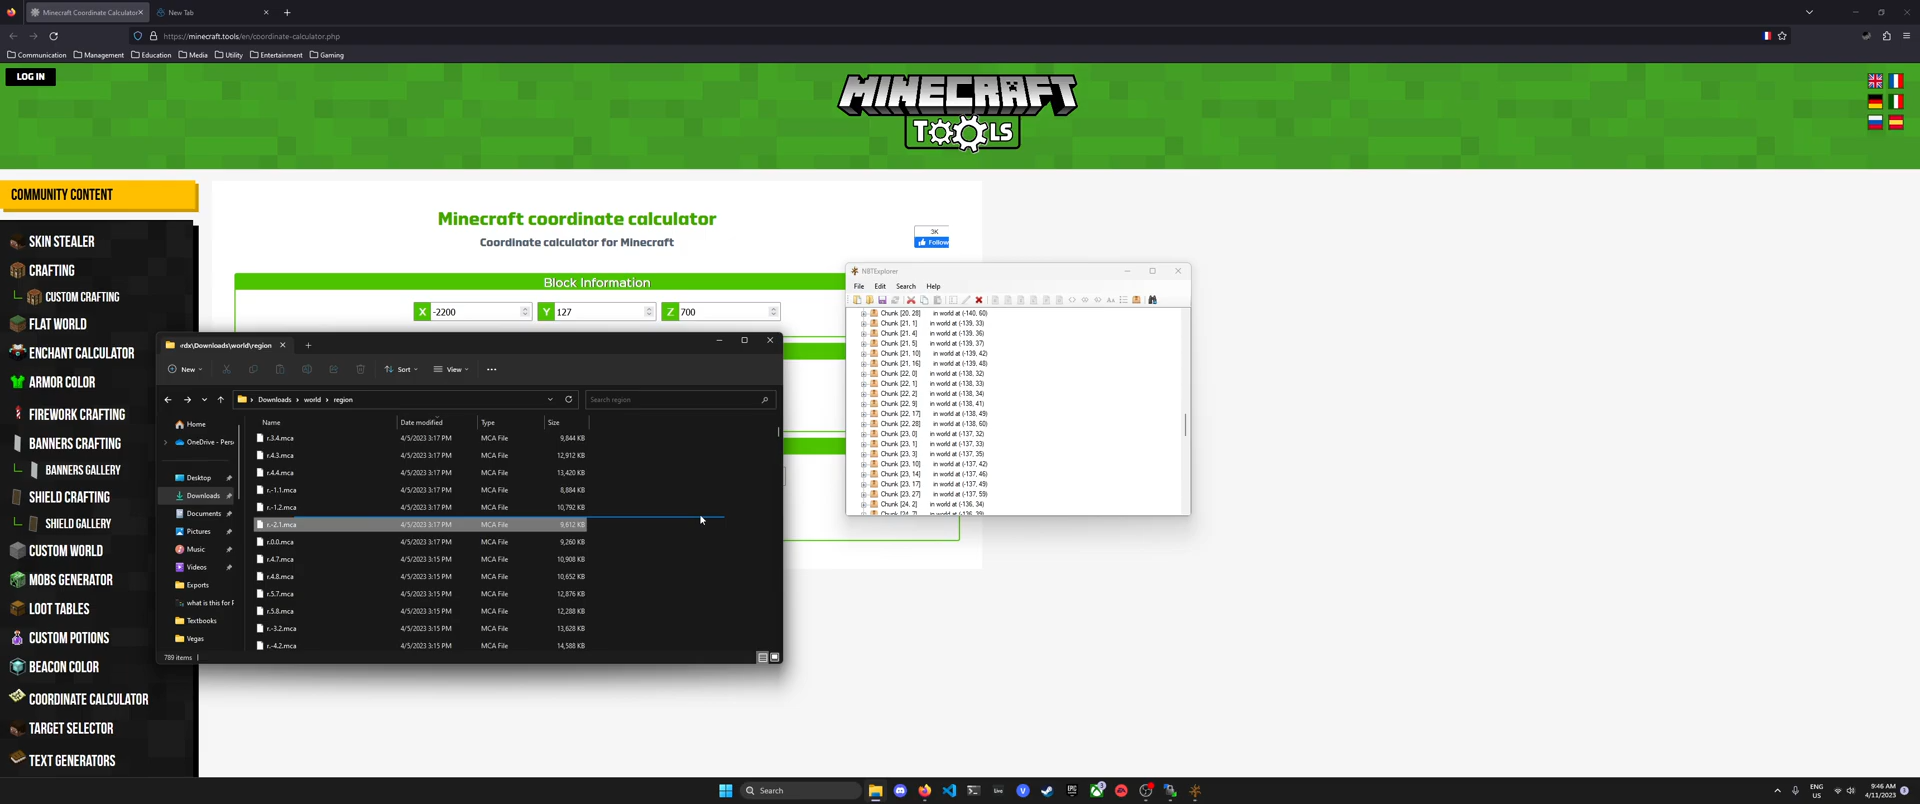 Minecraft Coordinate Calculator
New Tab
https://minecraft.tools/en/coordinate-calculator.php
Communication
Management
Education
Media
Utility
Entertainment
Gaming
LOG IN
MINECRAFT
TOOLS
COMMUNITY CONTENT
SKIN STEALER
CRAFTING
CUSTOM CRAFTING
FLAT WORLD
ENCHANT CALCULATOR
ARMOR COLOR
FIREWORK CRAFTING
BANNERS CRAFTING
BANNERS GALLERY
SHIELD CRAFTING
SHIELD GALLERY
CUSTOM WORLD
MOBS GENERATOR
LOOT TABLES
CUSTOM POTIONS
BEACON COLOR
COORDINATE CALCULATOR
TARGET SELECTOR
TEXT GENERATORS
Minecraft coordinate calculator
Coordinate calculator for Minecraft
3K
Follow
Block Information
X -2200
Y 127
Z 700
rdx\Downloads\world\region
New
Sort
View
Downloads › world › region
Search region
Home
OneDrive - Pers
Desktop
Downloads
Documents
Pictures
Music
Videos
Exports
what is this for F
Textbooks
Vegas
Name Date modified Type Size
r.3.4.mca 4/5/2023 3:17 PM MCA File 9,844 KB
r.4.3.mca 4/5/2023 3:17 PM MCA File 12,912 KB
r.4.4.mca 4/5/2023 3:17 PM MCA File 13,420 KB
r.-1.1.mca 4/5/2023 3:17 PM MCA File 8,884 KB
r.-1.2.mca 4/5/2023 3:17 PM MCA File 10,792 KB
r.-2.1.mca 4/5/2023 3:17 PM MCA File 9,612 KB
r.0.0.mca 4/5/2023 3:17 PM MCA File 9,260 KB
r.4.7.mca 4/5/2023 3:17 PM MCA File 10,908 KB
r.4.8.mca 4/5/2023 3:15 PM MCA File 10,652 KB
r.5.7.mca 4/5/2023 3:15 PM MCA File 12,876 KB
r.5.8.mca 4/5/2023 3:15 PM MCA File 12,288 KB
r.-3.2.mca 4/5/2023 3:15 PM MCA File 13,628 KB
r.-4.2.mca 4/5/2023 3:15 PM MCA File 14,588 KB
789 items
NBTExplorer
File Edit Search Help
Chunk [20, 28] in world at (-140, 60)
Chunk [21, 1] in world at (-139, 33)
Chunk [21, 4] in world at (-139, 36)
Chunk [21, 5] in world at (-139, 37)
Chunk [21, 10] in world at (-139, 42)
Chunk [21, 16] in world at (-139, 48)
Chunk [22, 0] in world at (-138, 32)
Chunk [22, 1] in world at (-138, 33)
Chunk [22, 2] in world at (-138, 34)
Chunk [22, 9] in world at (-138, 41)
Chunk [22, 17] in world at (-138, 49)
Chunk [22, 28] in world at (-138, 60)
Chunk [23, 0] in world at (-137, 32)
Chunk [23, 1] in world at (-137, 33)
Chunk [23, 3] in world at (-137, 35)
Chunk [23, 10] in world at (-137, 42)
Chunk [23, 14] in world at (-137, 46)
Chunk [23, 17] in world at (-137, 49)
Chunk [23, 27] in world at (-137, 59)
Chunk [24, 2] in world at (-136, 34)
Chunk [24, 7] in world at (-136, 39)
Search
ENG
US
9:46 AM
4/11/2023